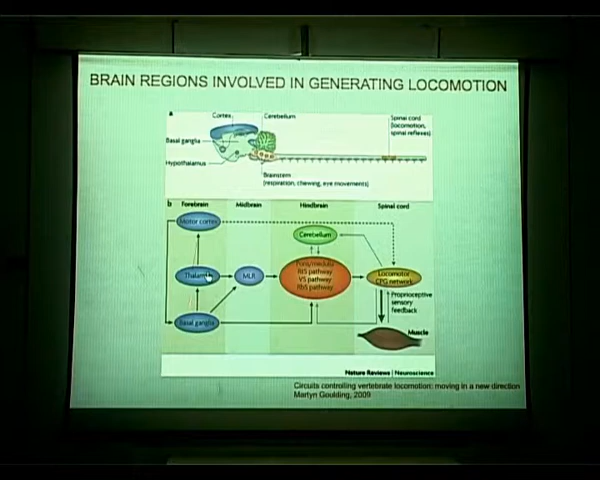 BRAIN REGIONS INVOLVED IN GENERATING LOCOMOTION
a
Cortex
Cerebellum
Spinal cord
(locomotion,
spinal reflexes)
Basal ganglia
Hypothalamus
Brainstem
(respiration, chewing, eye movements)
b
Forebrain
Midbrain
Hindbrain
Spinal cord
Motor cortex
Cerebellum
Thalamus
MLR
Pons/medulla
RtS pathway
VS pathway
RbS pathway
Locomotor
CPG network
Proprioceptive
sensory
feedback
Basal ganglia
Muscle
Nature Reviews | Neuroscience
Circuits controlling vertebrate locomotion: moving in a new direction
Martyn Goulding, 2009